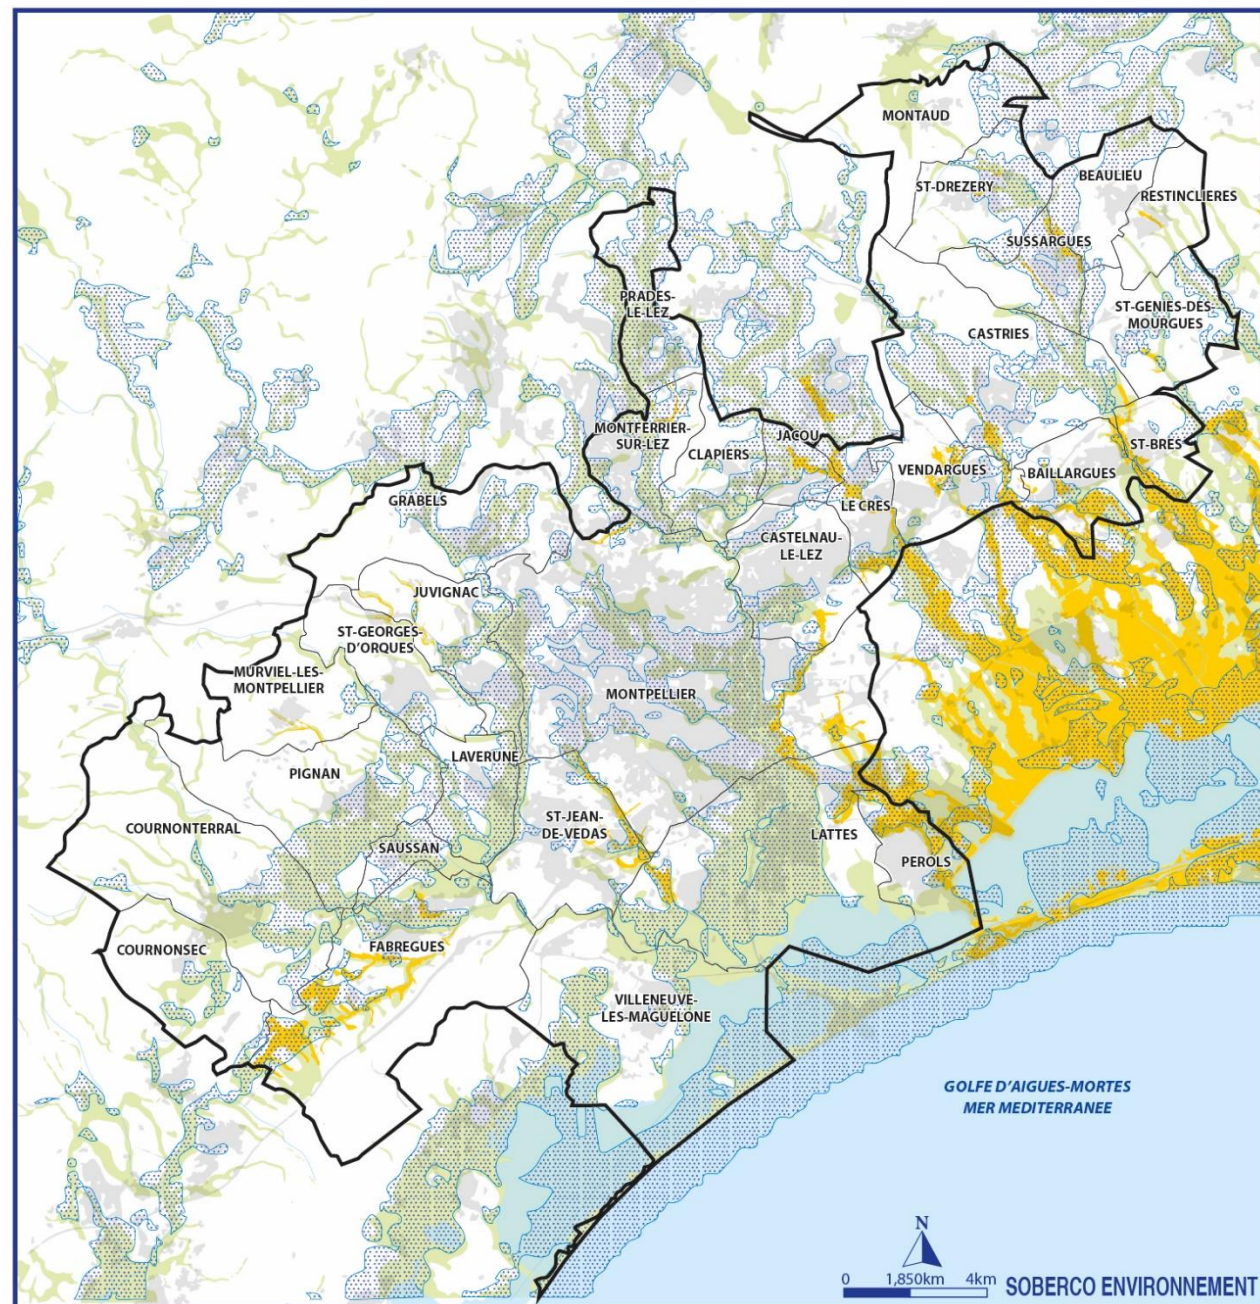 MONTAUD
ST-DREZERY
BEAULIEU
RESTINCLIERES
SUSSARGUES
PRADES-
LE-LEZ
ST-GENIES-DES-
MOURGUES
CASTRIES
MONTFERRIER-
SUR-LEZ
JACOU
CLAPIERS
ST-BRES
VENDARGUES
BAILLARGUES
GRABELS
LE CRES
CASTELNAU-
LE-LEZ
JUVIGNAC
ST-GEORGES-
D'ORQUES
MURVIEL-LES-
MONTPELLIER
MONTPELLIER
LAVERUNE
PIGNAN
ST-JEAN-
DE-VEDAS
COURNONTERRAL
LATTES
SAUSSAN
PEROLS
FABREGUES
COURNONSEC
VILLENEUVE-
LES-MAGUELONE
GOLFE D'AIGUES-MORTES
MER MEDITERRANEE
N
0 1,850km 4km
SOBERCO ENVIRONNEMENT